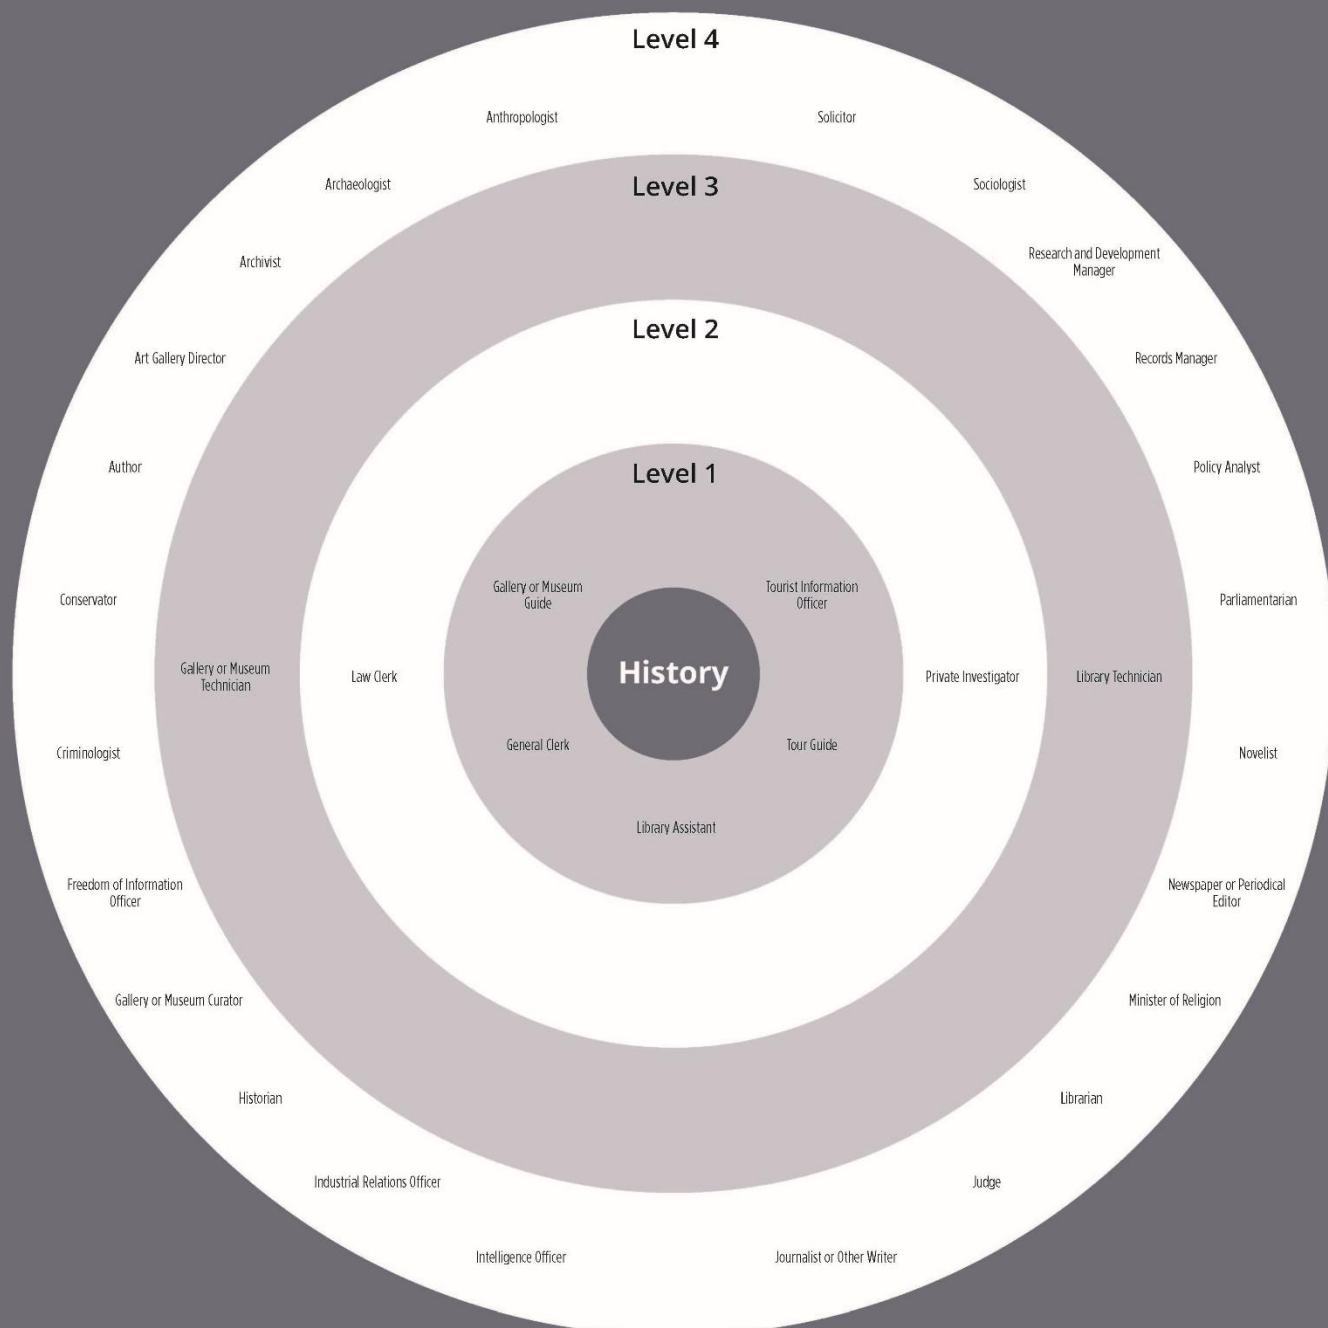 Level 4
Anthropologist
Solicitor
Archaeologist
Level 3
Sociologist
Archivist
Research and Development
Manager
Level 2
Art Gallery Director
Records Manager
Author
Level 1
Policy Analyst
Conservator
Gallery or Museum
Guide
Tourist Information
Officer
Parliamentarian
Gallery or Museum
Technician
Law Clerk
History
Private Investigator
Library Technician
Criminologist
General Clerk
Tour Guide
Novelist
Library Assistant
Freedom of Information
Officer
Newspaper or Periodical
Editor
Gallery or Museum Curator
Minister of Religion
Historian
Librarian
Industrial Relations Officer
Judge
Intelligence Officer
Journalist or Other Writer